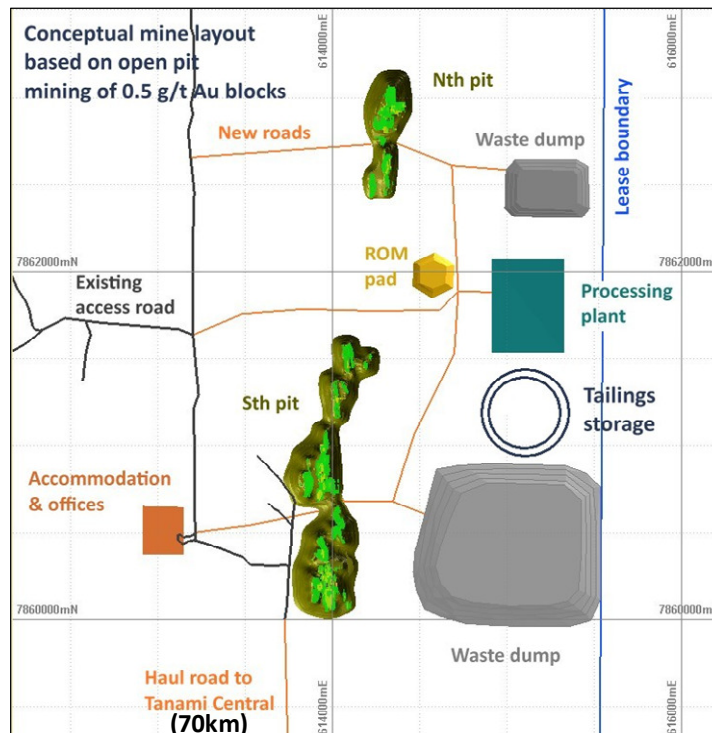 Conceptual mine layout
based on open pit
mining of 0.5 g/t Au blocks
614000mE
616000mE
Nth pit
New roads
Waste dump
Lease boundary
7862000mN
ROM
pad
Existing
access road
Processing
plant
Sth pit
Tailings
storage
Accommodation
& offices
7860000mN
Waste dump
Haul road to
Tanami Central
(70km)
614000mE
616000mE